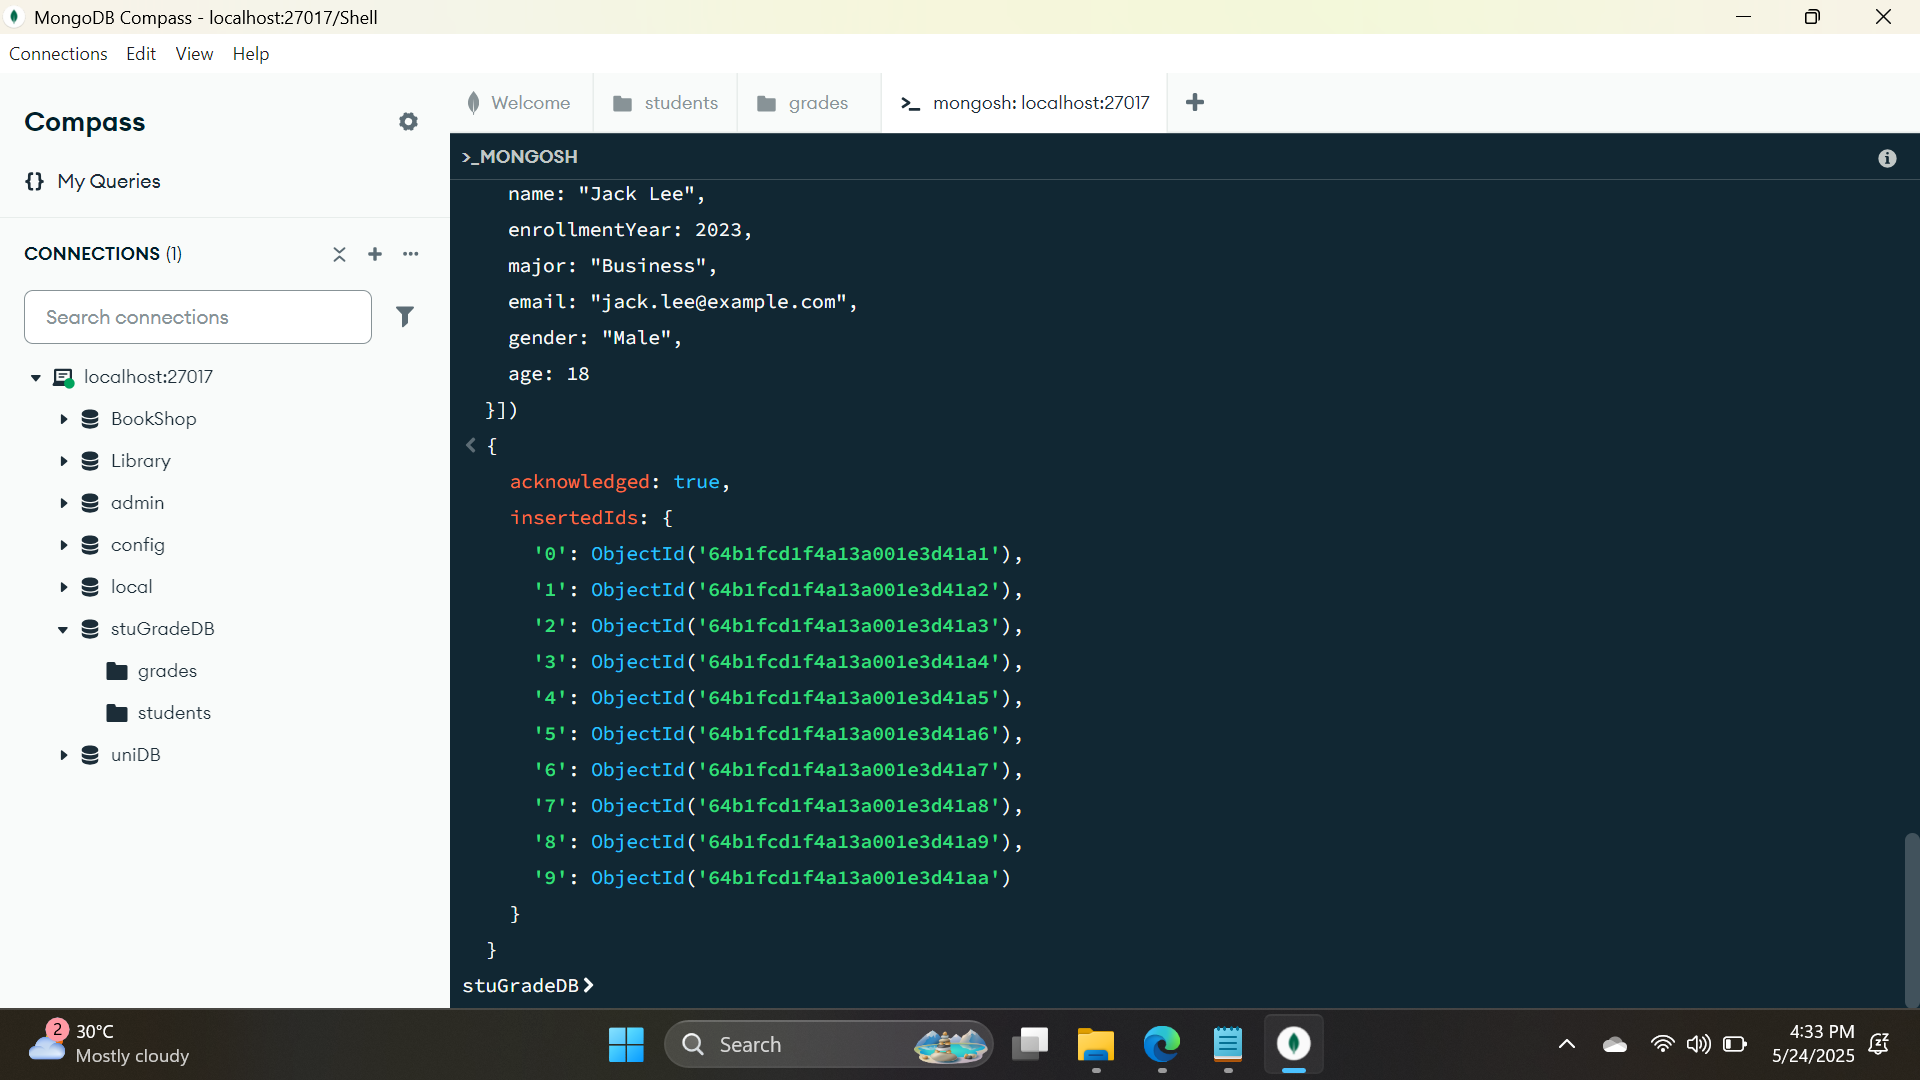 MongoDB Compass - localhost:27017/Shell
Connections Edit View Help
Compass
{} My Queries
CONNECTIONS (1)
Search connections
localhost:27017
BookShop
Library
admin
config
local
stuGradeDB
grades
students
uniDB
Welcome students grades >_ mongosh: localhost:27017 +
>_MONGOSH
name: "Jack Lee",
enrollmentYear: 2023,
major: "Business",
email: "jack.lee@example.com",
gender: "Male",
age: 18
}])
< {
acknowledged: true,
insertedIds: {
'0': ObjectId('64b1fcd1f4a13a001e3d41a1'),
'1': ObjectId('64b1fcd1f4a13a001e3d41a2'),
'2': ObjectId('64b1fcd1f4a13a001e3d41a3'),
'3': ObjectId('64b1fcd1f4a13a001e3d41a4'),
'4': ObjectId('64b1fcd1f4a13a001e3d41a5'),
'5': ObjectId('64b1fcd1f4a13a001e3d41a6'),
'6': ObjectId('64b1fcd1f4a13a001e3d41a7'),
'7': ObjectId('64b1fcd1f4a13a001e3d41a8'),
'8': ObjectId('64b1fcd1f4a13a001e3d41a9'),
'9': ObjectId('64b1fcd1f4a13a001e3d41aa')
}
}
stuGradeDB>
2
30°C
Mostly cloudy
Search
4:33 PM
5/24/2025